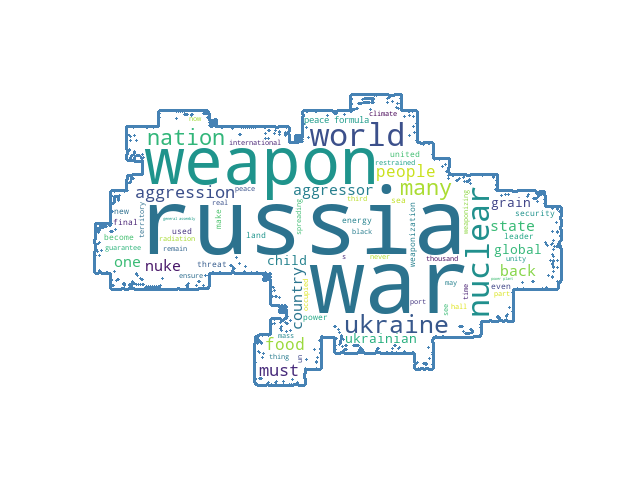 climate
now
peace formula
nation
world
international
united
restrained
weapon
people
aggression
peace
aggressor
many
weaponizing
real
third
sea
grain
new
used
make
spreading
russia
nuclear
security
territory
general assembly
final
energy
state
become
radiation
land
black
weaponization
leader
guarantee
remain
global
unity
one
nuke
threat
child
s
never
thousand
back
ensure
country
occupied
war
power plant
may
time
even
port
part
power
see
hall
ukraine
mass
food
ukrainian
thing
un
must